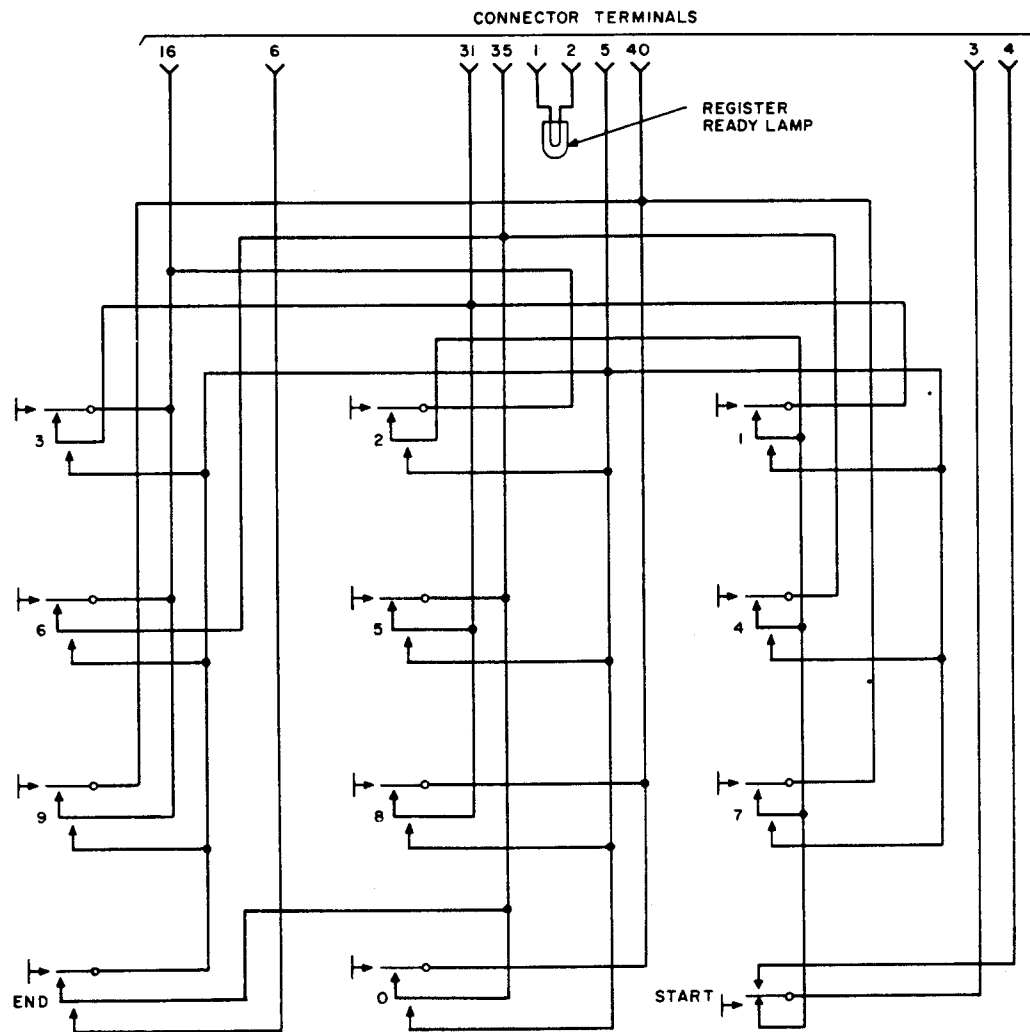 CONNECTOR TERMINALS
16 6 31 35 1 2 5 40 3 4
REGISTER
READY LAMP
3 2 1
6 5 4
9 8 7
END 0 START